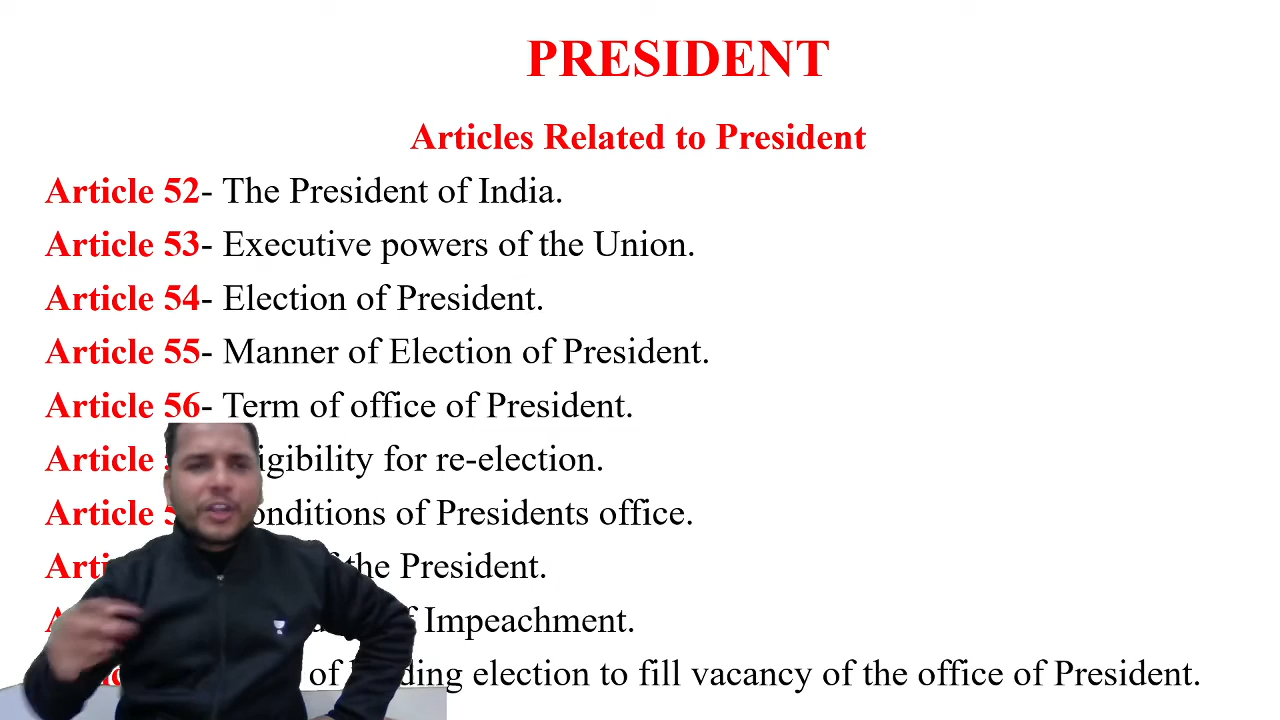 PRESIDENT
Articles Related to President
Article 52- The President of India.
Article 53- Executive powers of the Union.
Article 54- Election of President.
Article 55- Manner of Election of President.
Article 56- Term of office of President.
Article for re-election.
Article of Presidents office.
the President.
Impeachment.
of election to fill vacancy of the office of President.